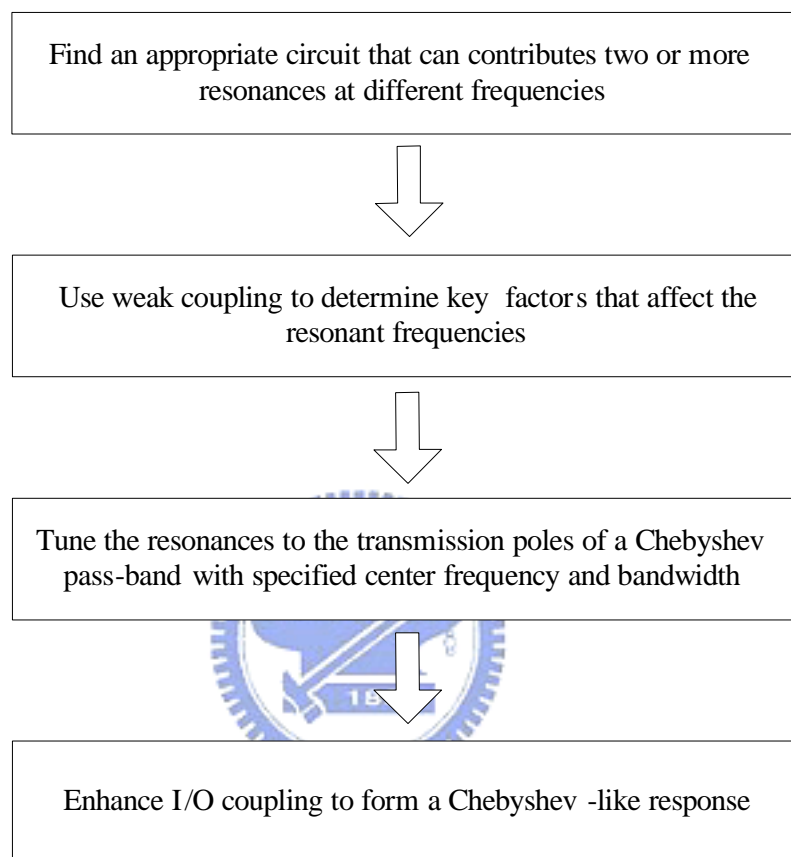 Find an appropriate circuit that can contributes two or more
resonances at different frequencies
Use weak coupling to determine key factors that affect the
resonant frequencies
Tune the resonances to the transmission poles of a Chebyshev
pass-band with specified center frequency and bandwidth
Enhance I/O coupling to form a Chebyshev -like response